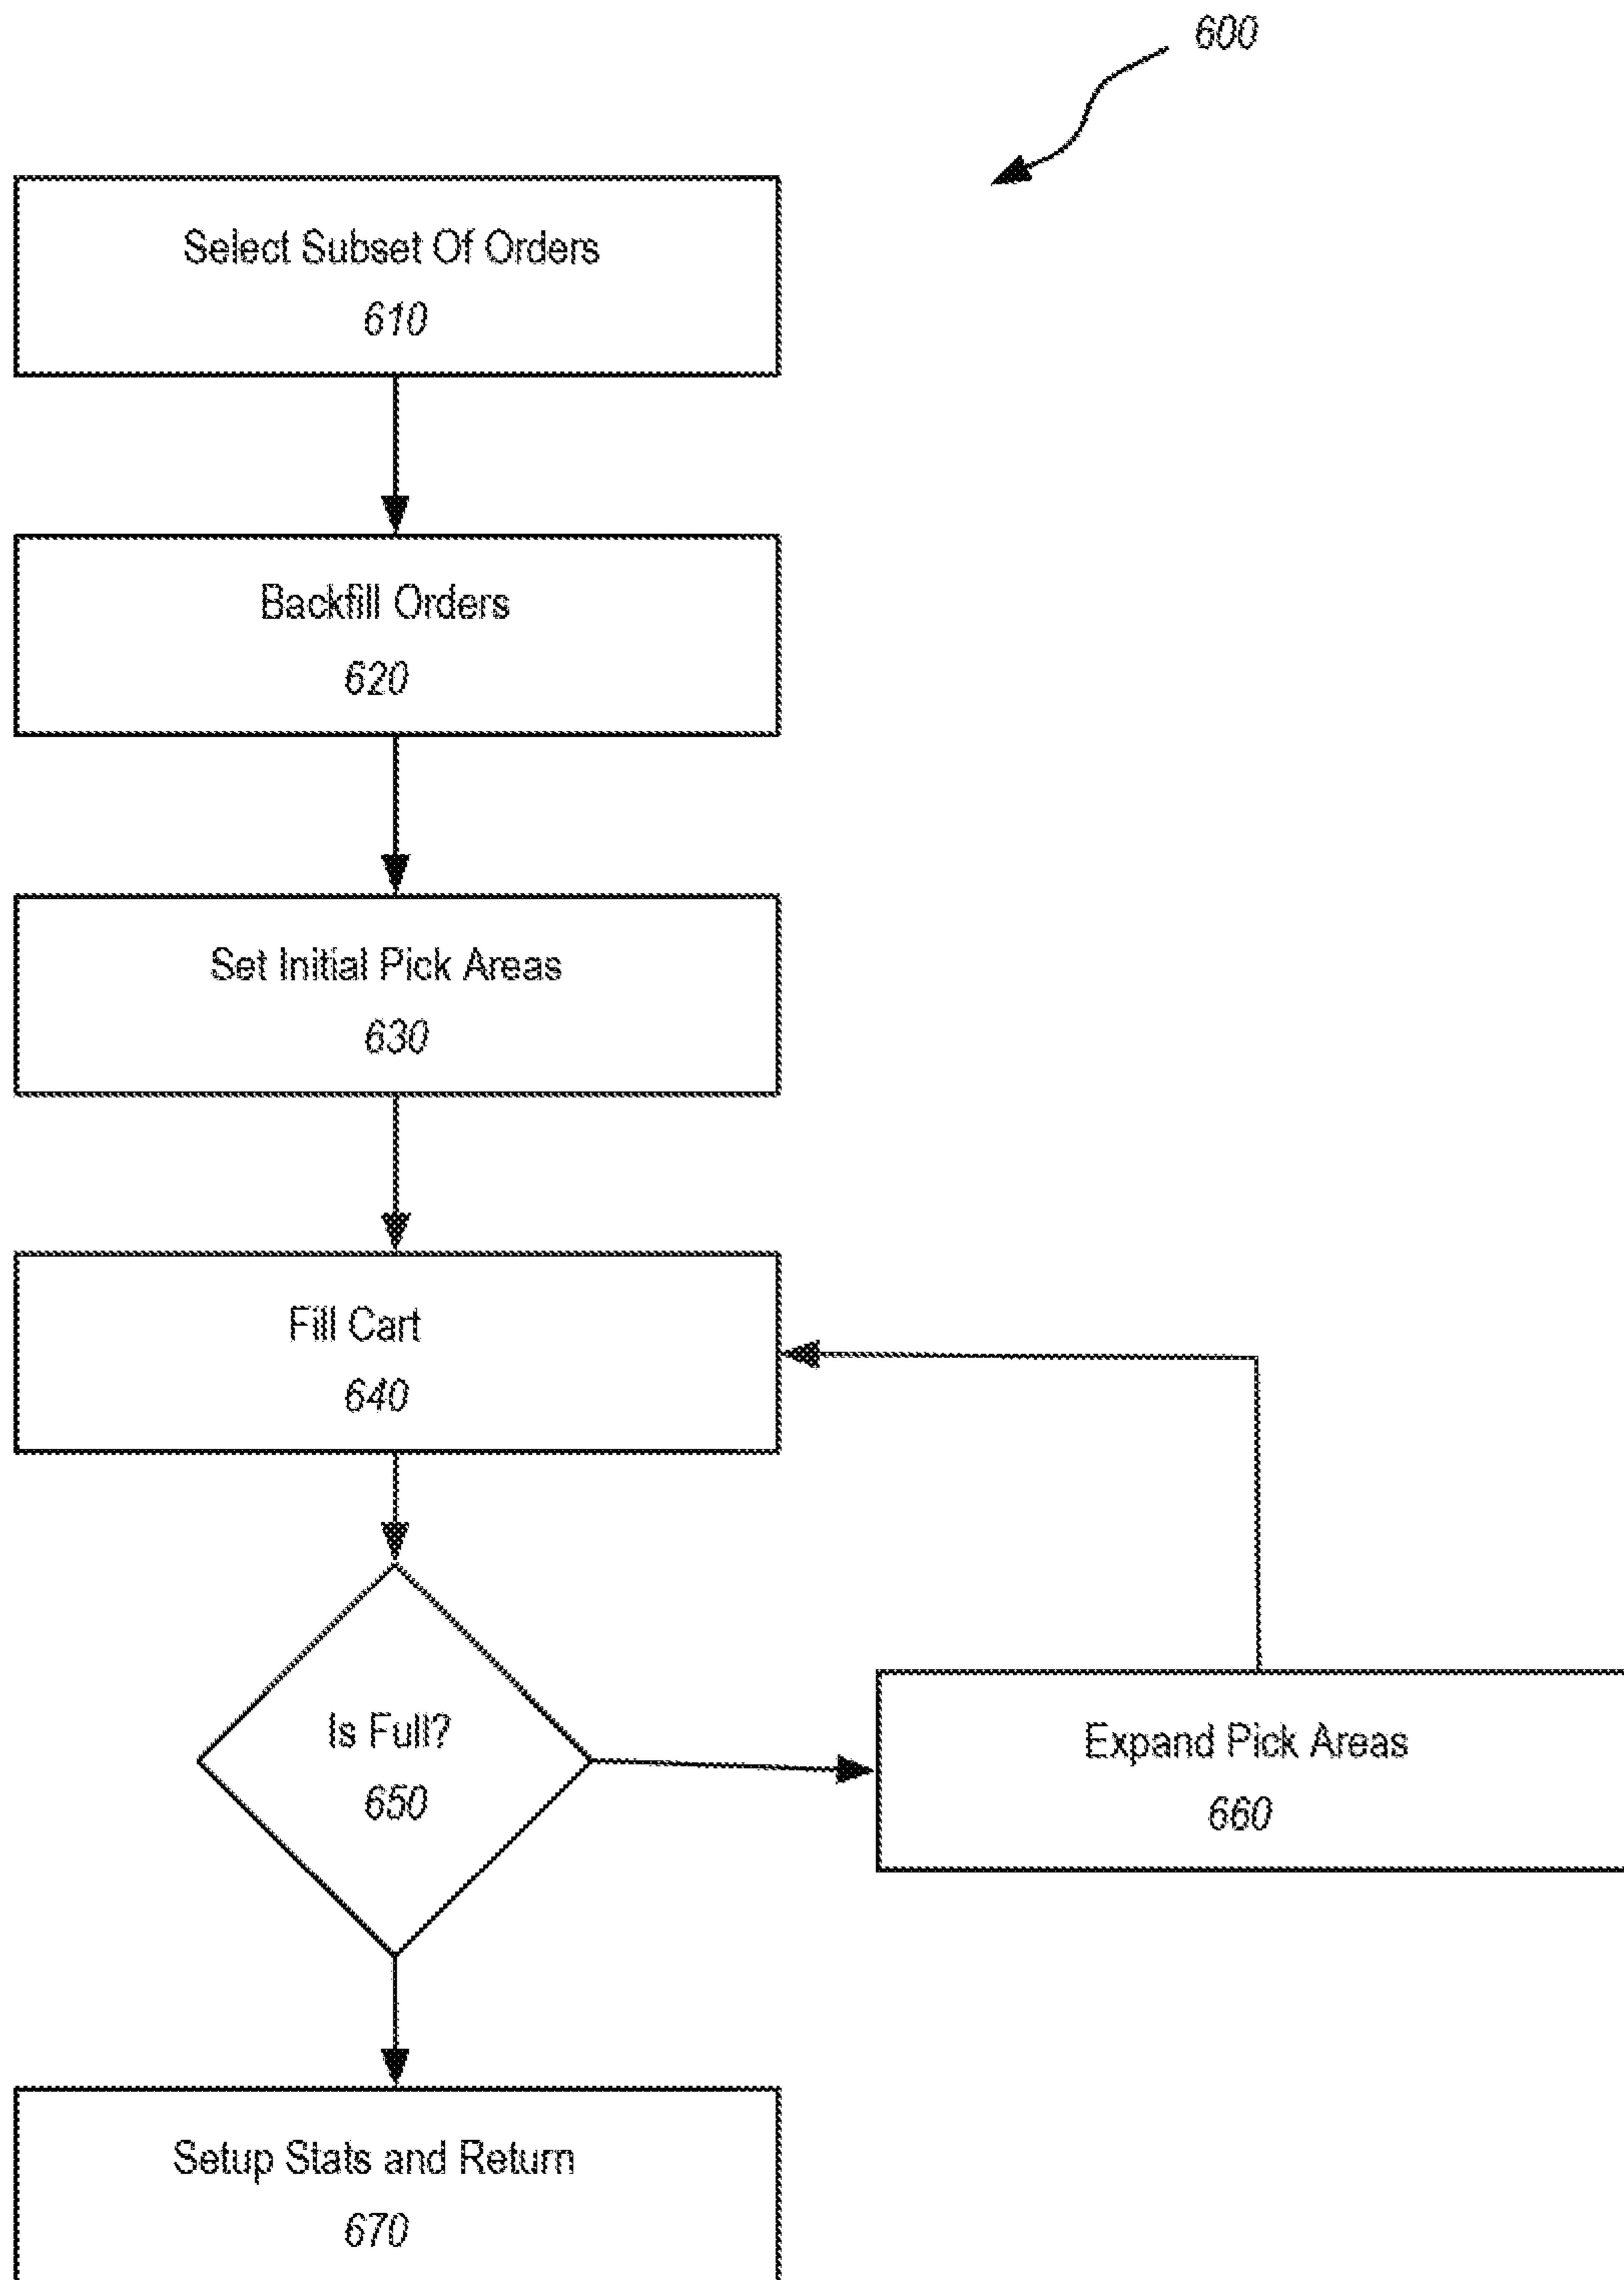 600
Select Subset Of Orders
610
Backfill Orders
620
Set Initial Pick Areas
630
Fill Cart
640
Is Full?
650
Expand Pick Areas
660
Setup Stats and Return
670